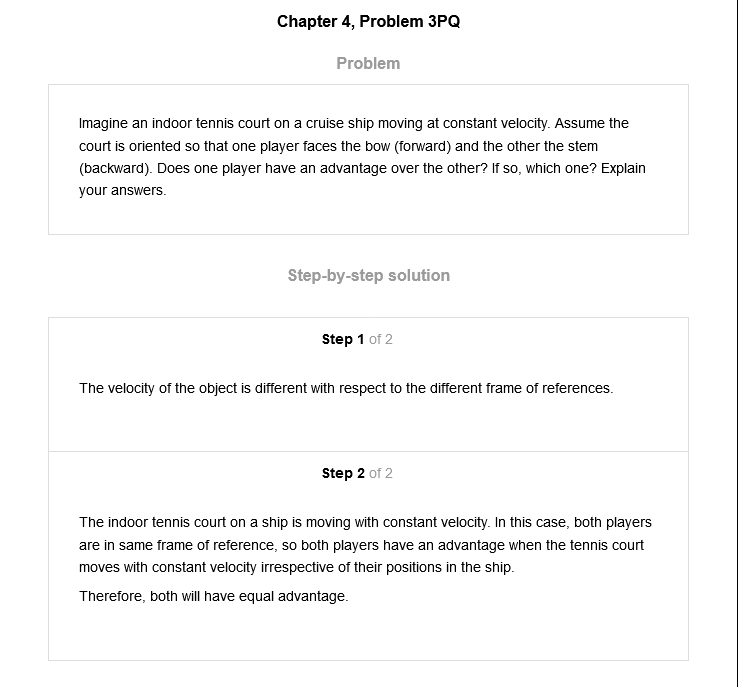 Chapter 4, Problem 3PQ
Problem
Imagine an indoor tennis court on a cruise ship moving at constant velocity. Assume the
court is oriented so that one player faces the bow (forward) and the other the stern
(backward). Does one player have an advantage over the other? If so, which one? Explain
your answers.
Step-by-step solution
Step 1 of 2
The velocity of the object is different with respect to the different frame of references.
Step 2 of 2
The indoor tennis court on a ship is moving with constant velocity. In this case, both players
are in same frame of reference, so both players have an advantage when the tennis court
moves with constant velocity irrespective of their positions in the ship.
Therefore, both will have equal advantage.